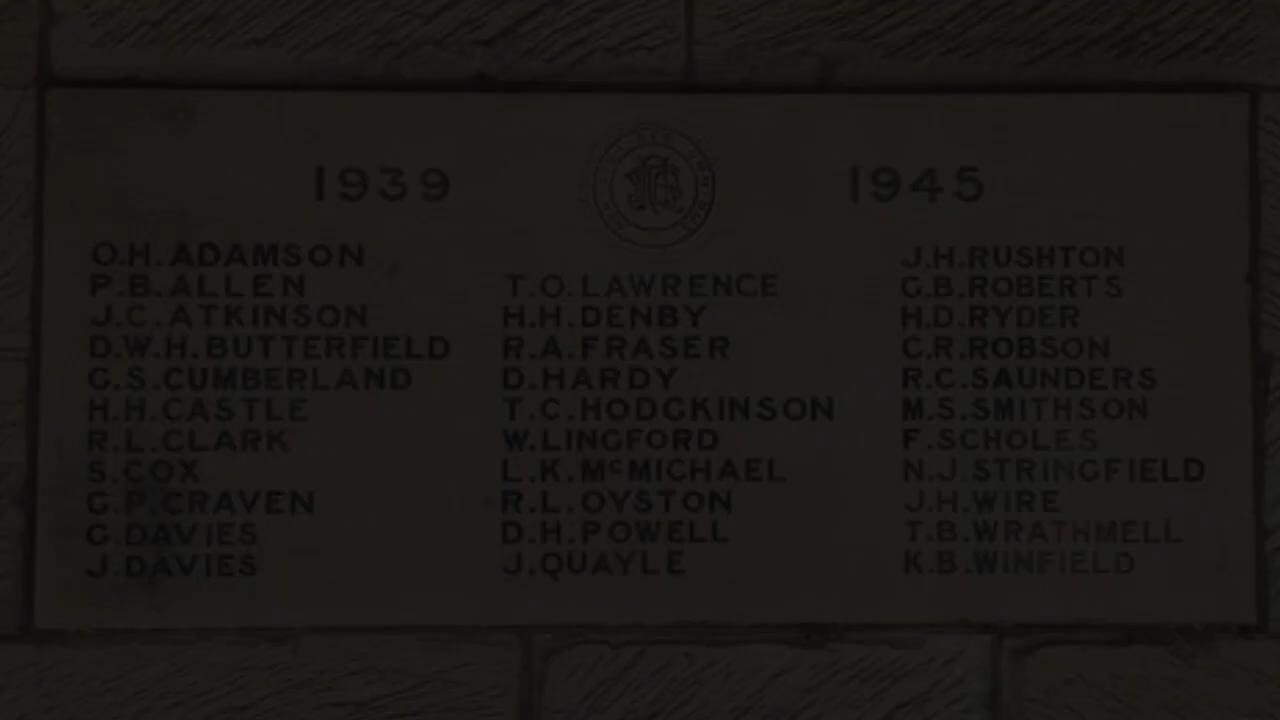 1939 1945
O.H.ADAMSON
P.B.ALLEN
J.C.ATKINSON
D.W.H.BUTTERFIELD
G.S.CUMBERLAND
H.H.CASTLE
R.L.CLARK
S.COX
G.P.CRAVEN
G.DAVIES
J.DAVIES
T.O.LAWRENCE
H.H.DENBY
R.A.FRASER
D.HARDY
T.C.HODGKINSON
W.LINGFORD
L.K.McMICHAEL
R.L.OYSTON
D.H.POWELL
J.QUAYLE
J.H.RUSHTON
G.B.ROBERTS
H.D.RYDER
C.R.ROBSON
R.C.SAUNDERS
M.S.SMITHSON
F.SCHOLES
N.J.STRINGFIELD
J.H.WIRE
T.B.WRATHMELL
K.B.WINFIELD